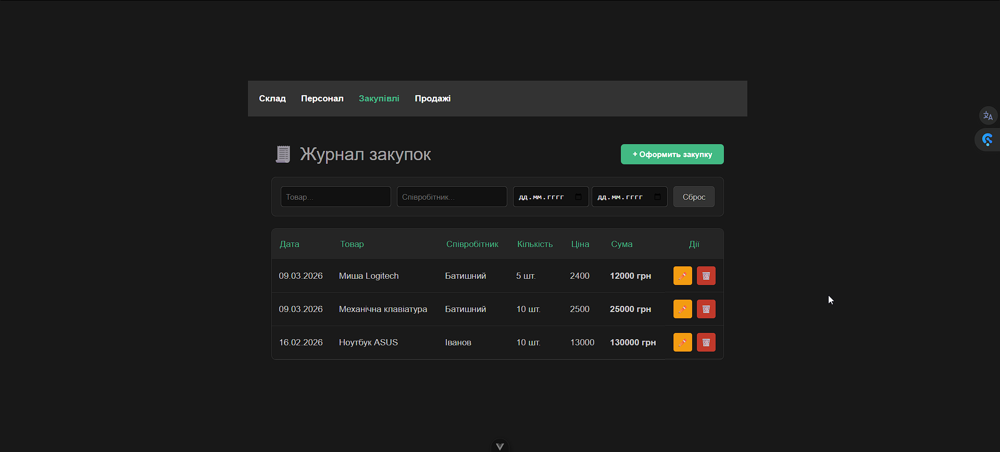 Склад Персонал Закупівлі Продажі
Журнал закупок
+ Оформить закупку
Товар... Співробітник... дд.мм.гггг дд.мм.гггг Сброс
Дата Товар Співробітник Кількість Ціна Сума Дії
09.03.2026 Миша Logitech Батишний 5 шт. 2400 12000 грн
09.03.2026 Механічна клавіатура Батишний 10 шт. 2500 25000 грн
16.02.2026 Ноутбук ASUS Іванов 10 шт. 13000 130000 грн